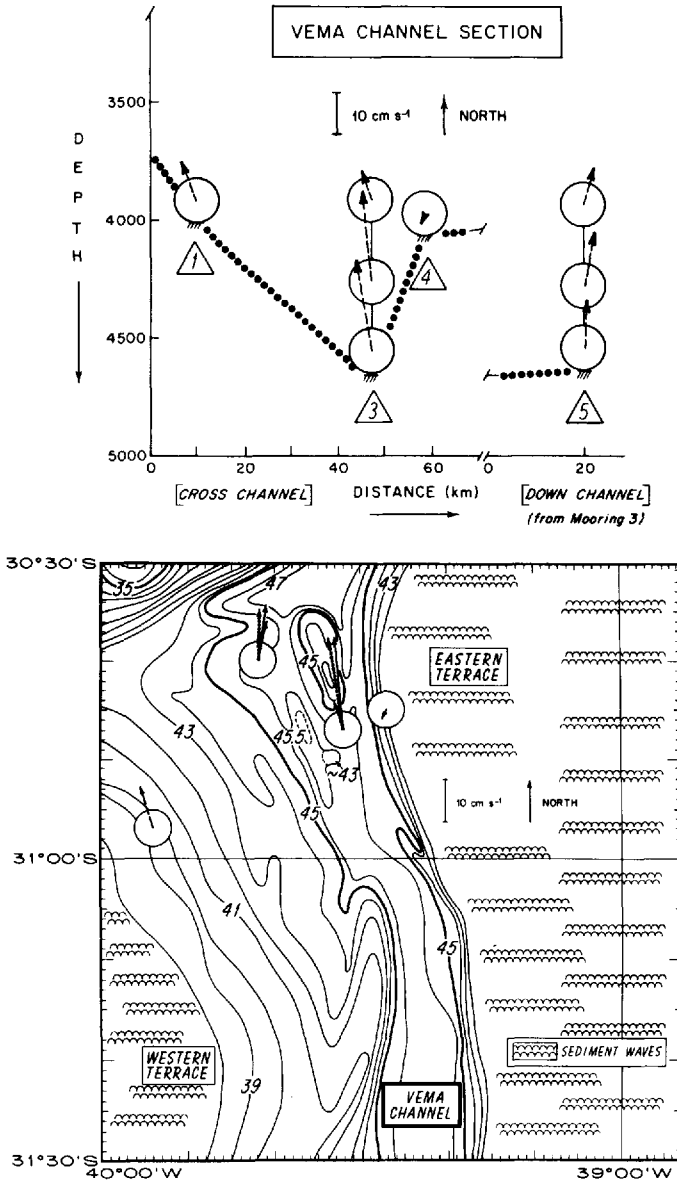 VEMA CHANNEL SECTION
3500
4000
4500
5000
DEPTH
10 cm s⁻¹
NORTH
1
3
4
5
0 20 40 60 0 20
[CROSS CHANNEL] DISTANCE (km) [DOWN CHANNEL]
(from Mooring 3)
30°30'S
35
47
43
45
EASTERN
TERRACE
43
45.5
~43
45
10 cm s⁻¹
NORTH
31°00'S
41
45
WESTERN
TERRACE
39
VEMA
CHANNEL
SEDIMENT WAVES
31°30'S
40°00'W
39°00'W